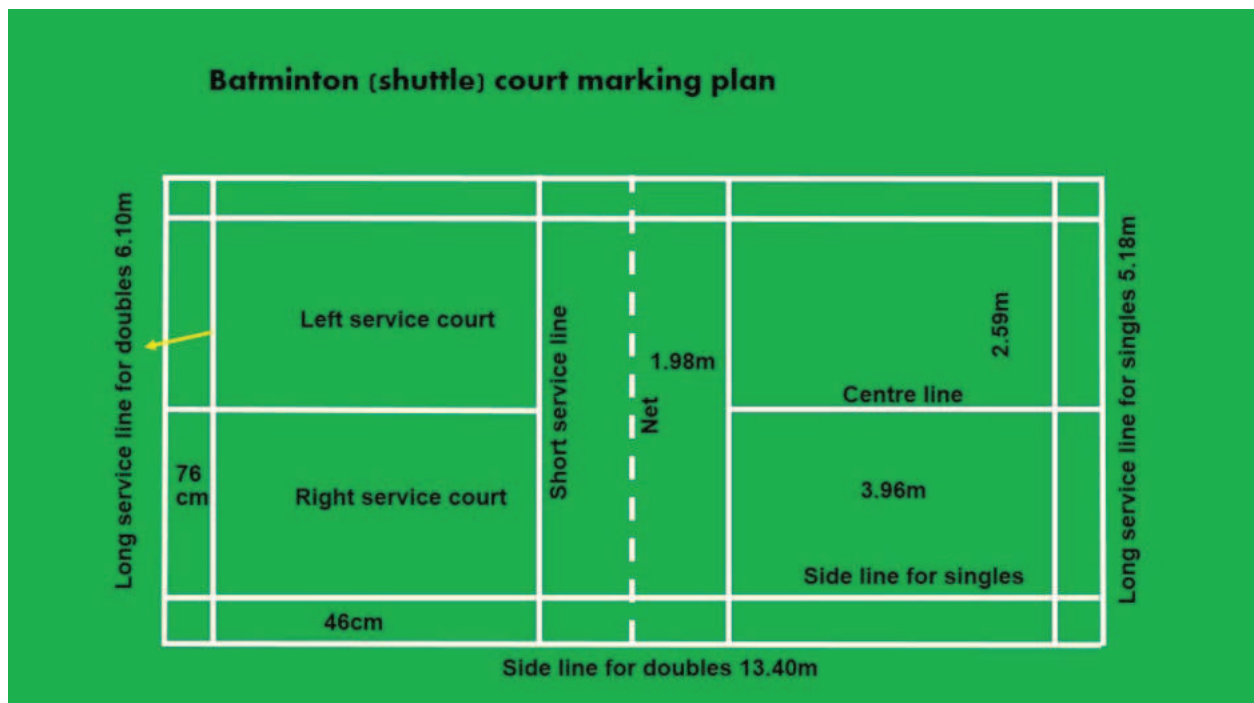 Batminton (shuttle) court marking plan
Long service line for doubles 6.10m
Left service court
Right service court
76
cm
46cm
Short service line
Net
1.98m
2.59m
Centre line
3.96m
Side line for singles
Long service line for singles 5.18m
Side line for doubles 13.40m